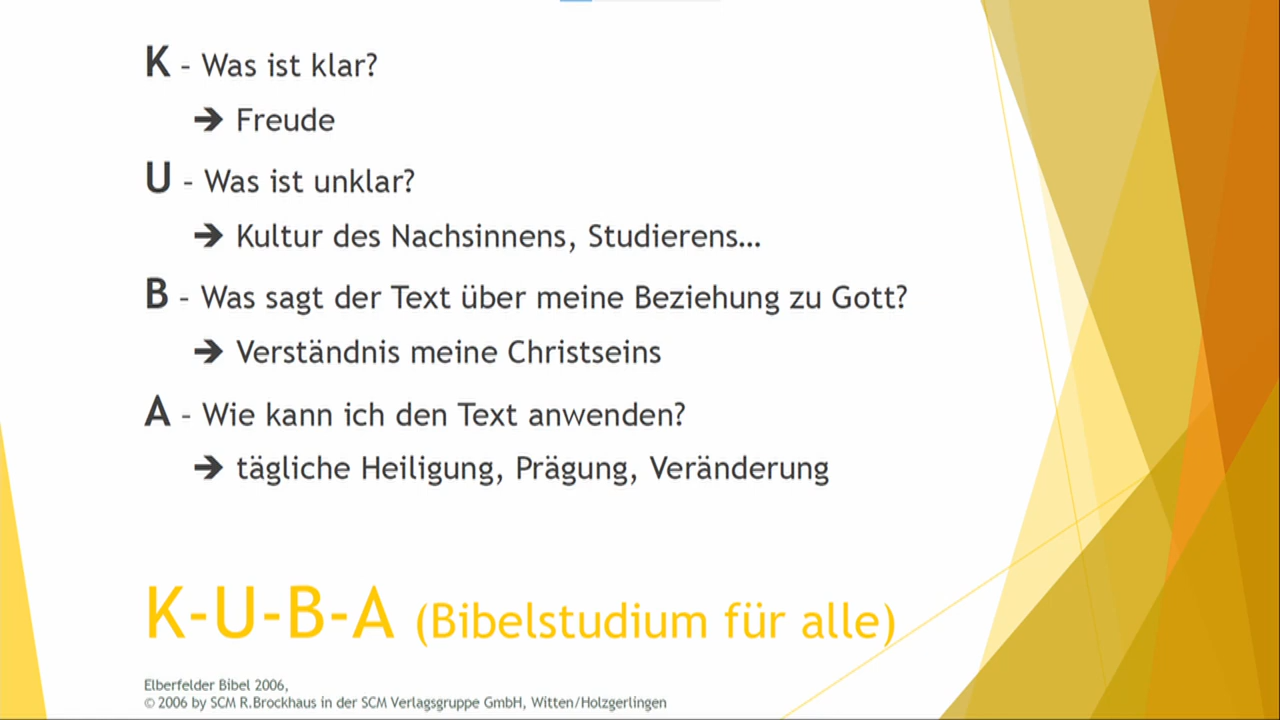 K – Was ist klar?
➔ Freude
U – Was ist unklar?
➔ Kultur des Nachsinnens, Studierens…
B – Was sagt der Text über meine Beziehung zu Gott?
➔ Verständnis meine Christseins
A – Wie kann ich den Text anwenden?
➔ tägliche Heiligung, Prägung, Veränderung
K-U-B-A (Bibelstudium für alle)
Elberfelder Bibel 2006,
© 2006 by SCM R.Brockhaus in der SCM Verlagsgruppe GmbH, Witten/Holzgerlingen